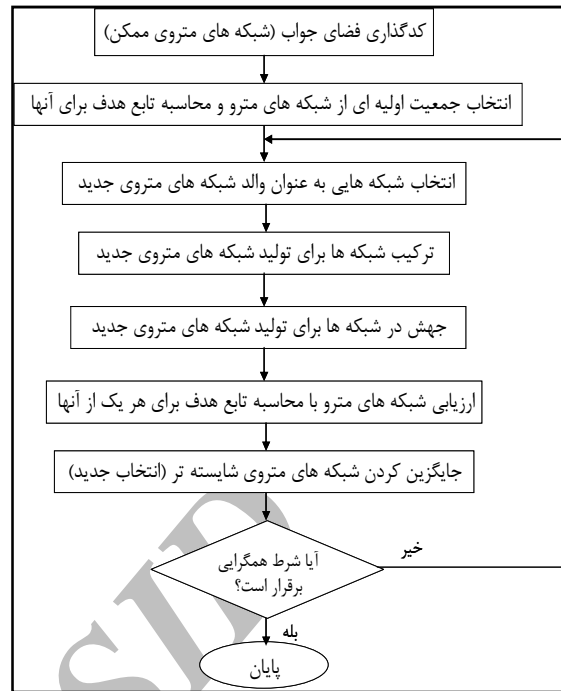 کدگذاری فضای جواب (شبکه های متروی ممکن)
انتخاب جمعیت اولیه ای از شبکه های مترو و محاسبه تابع هدف برای آنها
انتخاب شبکه هایی به عنوان والد شبکه های متروی جدید
ترکیب شبکه ها برای تولید شبکه های متروی جدید
جهش در شبکه ها برای تولید شبکه های متروی جدید
ارزیابی شبکه های مترو با محاسبه تابع هدف برای هر یک از آنها
جایگزین کردن شبکه های متروی شایسته تر (انتخاب جدید)
آیا شرط همگرایی
برقرار است؟
خیر
بله
پایان
SID